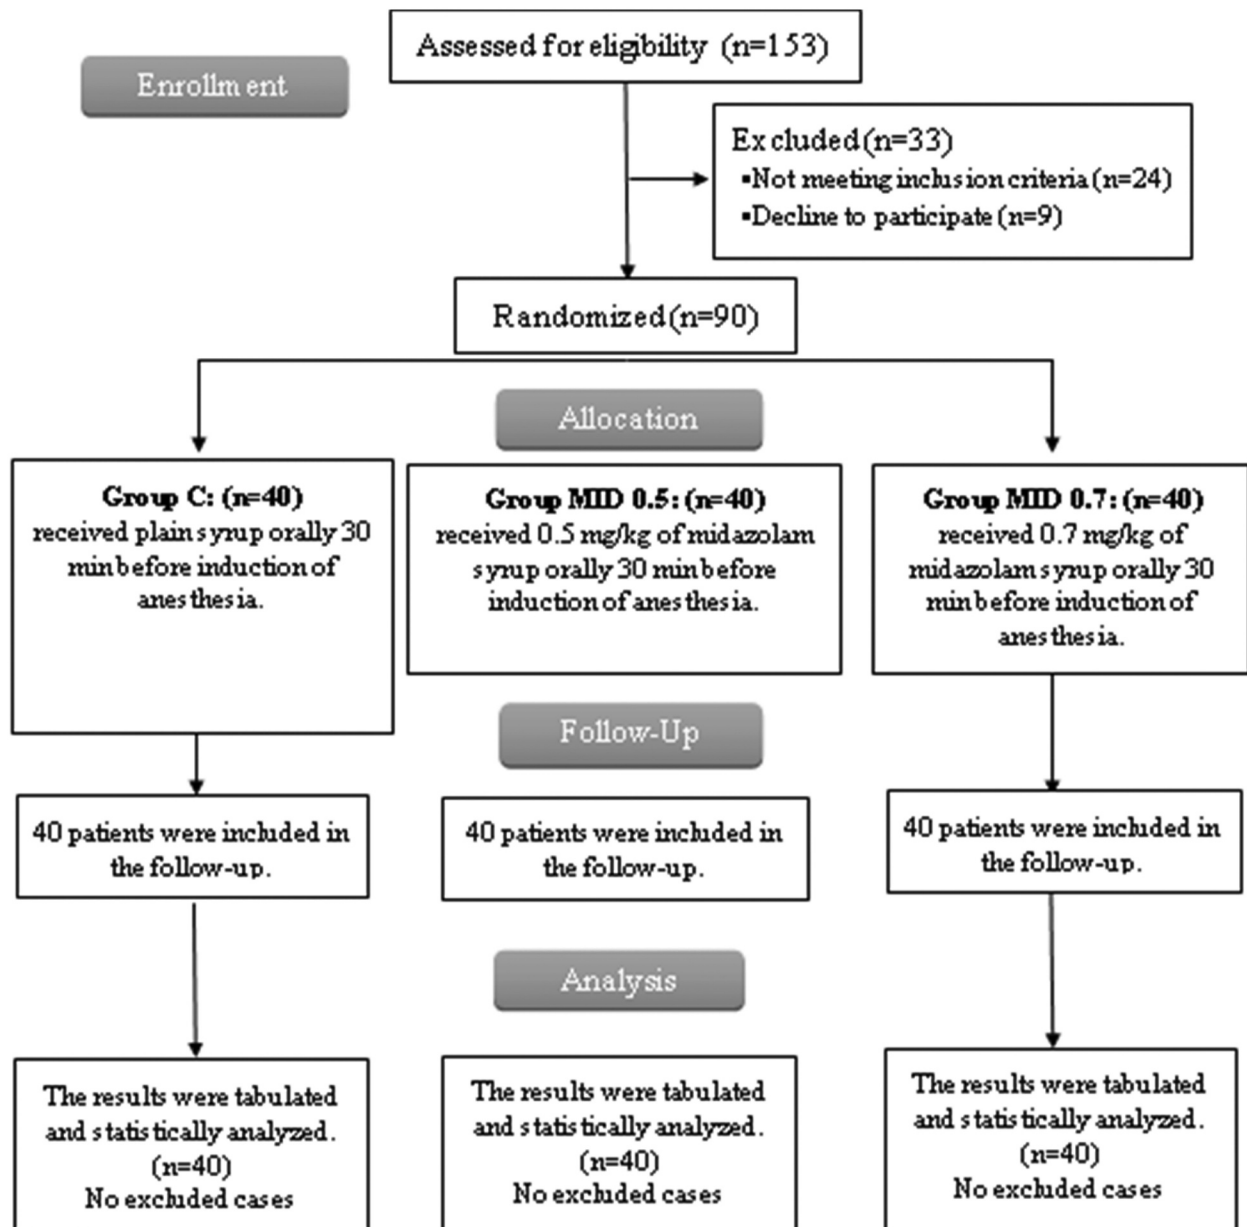 Assessed for eligibility (n=153)
Enrollment
Excluded (n=33)
▪Not meeting inclusion criteria (n=24)
▪Decline to participate (n=9)
Randomized (n=90)
Allocation
Group C: (n=40)
received plain syrup orally 30
min before induction of
anesthesia.
Group MID 0.5: (n=40)
received 0.5 mg/kg of midazolam
syrup orally 30 min before
induction of anesthesia.
Group MID 0.7: (n=40)
received 0.7 mg/kg of
midazolam syrup orally 30
min before induction of
anesthesia.
Follow-Up
40 patients were included in
the follow-up.
40 patients were included in
the follow-up.
40 patients were included in
the follow-up.
Analysis
The results were tabulated
and statistically analyzed.
(n=40)
No excluded cases
The results were tabulated
and statistically analyzed.
(n=40)
No excluded cases
The results were tabulated
and statistically analyzed.
(n=40)
No excluded cases